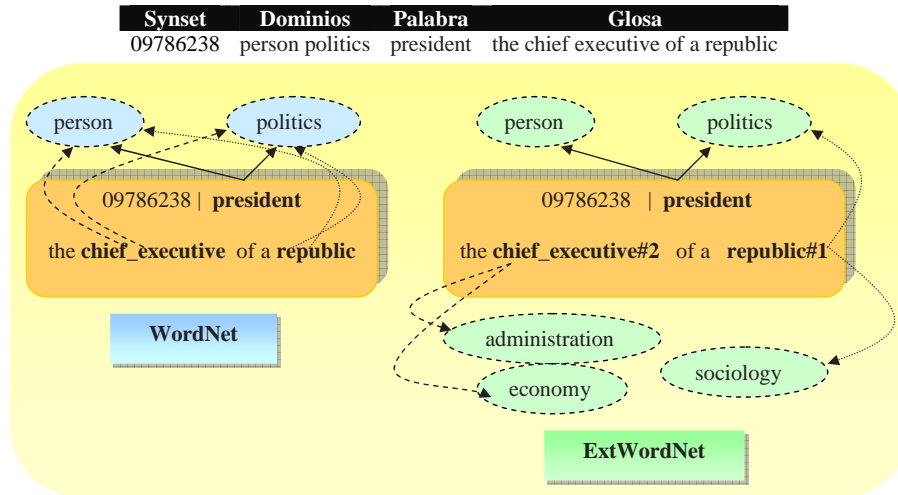 Synset Dominios Palabra Glosa
09786238 person politics president the chief executive of a republic
person politics person politics
09786238 | president 09786238 | president
the chief_executive of a republic the chief_executive#2 of a republic#1
WordNet
administration
sociology
economy
ExtWordNet